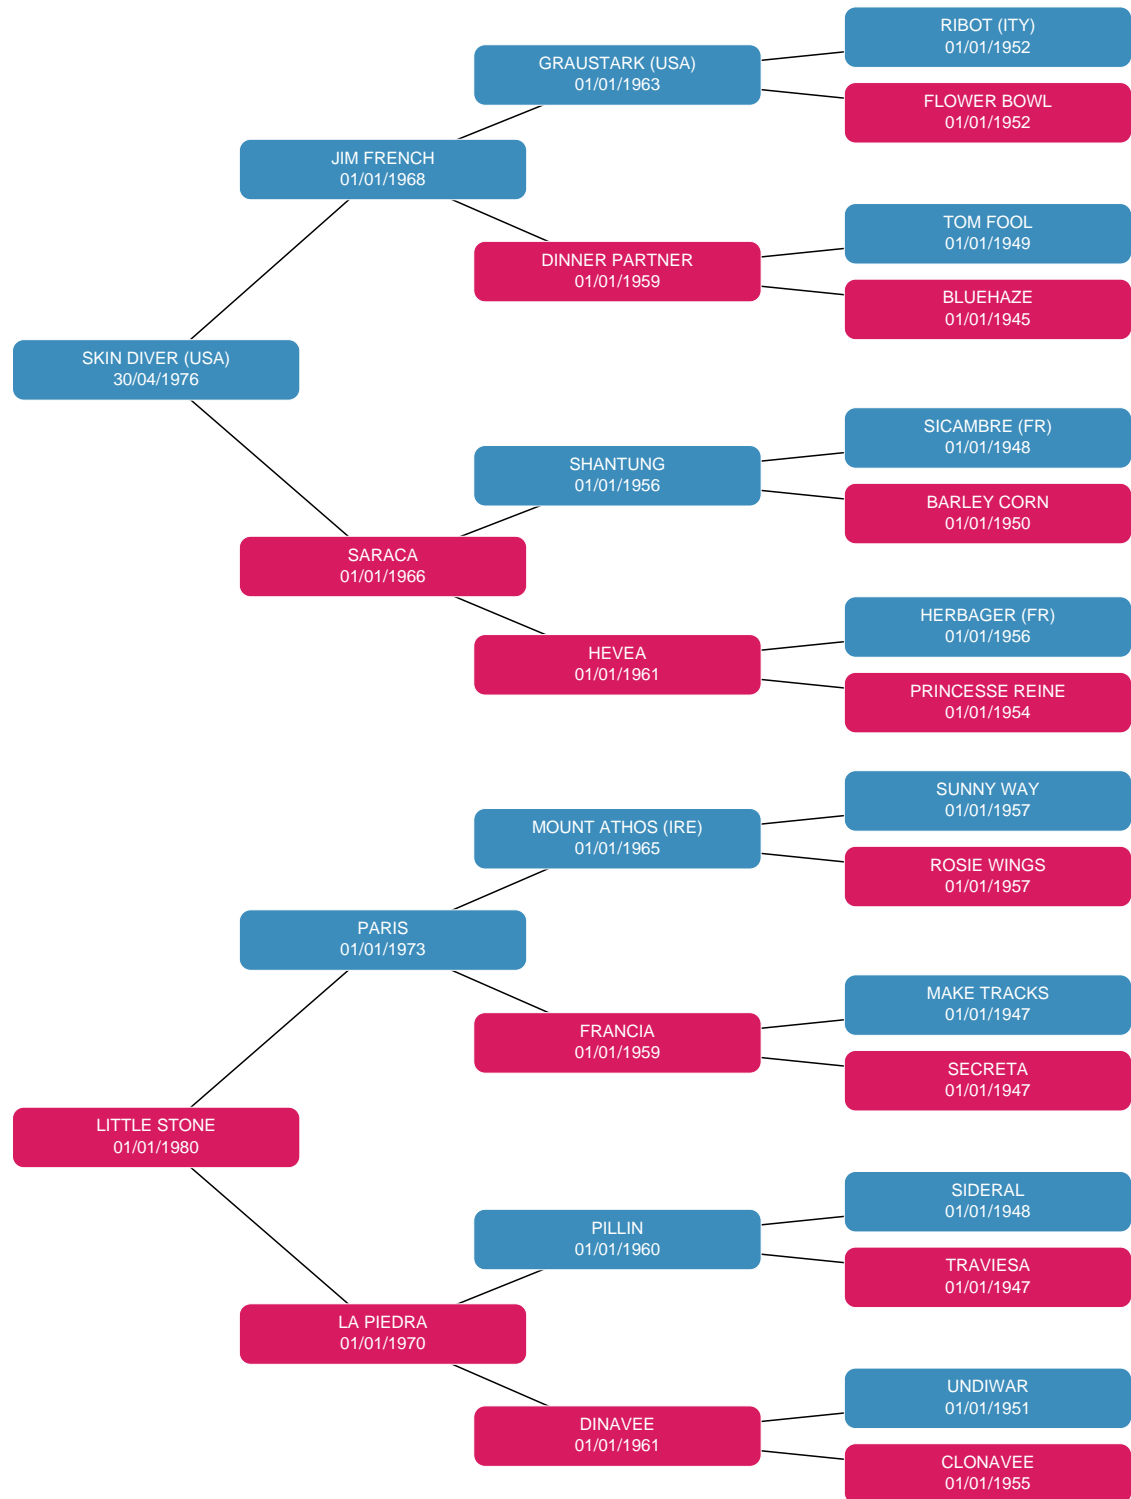 RIBOT (ITY)
01/01/1952
GRAUSTARK (USA)
01/01/1963
FLOWER BOWL
01/01/1952
JIM FRENCH
01/01/1968
TOM FOOL
01/01/1949
DINNER PARTNER
01/01/1959
BLUEHAZE
01/01/1945
SKIN DIVER (USA)
30/04/1976
SICAMBRE (FR)
01/01/1948
SHANTUNG
01/01/1956
BARLEY CORN
01/01/1950
SARACA
01/01/1966
HERBAGER (FR)
01/01/1956
HEVEA
01/01/1961
PRINCESSE REINE
01/01/1954
SUNNY WAY
01/01/1957
MOUNT ATHOS (IRE)
01/01/1965
ROSIE WINGS
01/01/1957
PARIS
01/01/1973
MAKE TRACKS
01/01/1947
FRANCIA
01/01/1959
SECRETA
01/01/1947
LITTLE STONE
01/01/1980
SIDERAL
01/01/1948
PILLIN
01/01/1960
TRAVIESA
01/01/1947
LA PIEDRA
01/01/1970
UNDIWAR
01/01/1951
DINAVEE
01/01/1961
CLONAVEE
01/01/1955